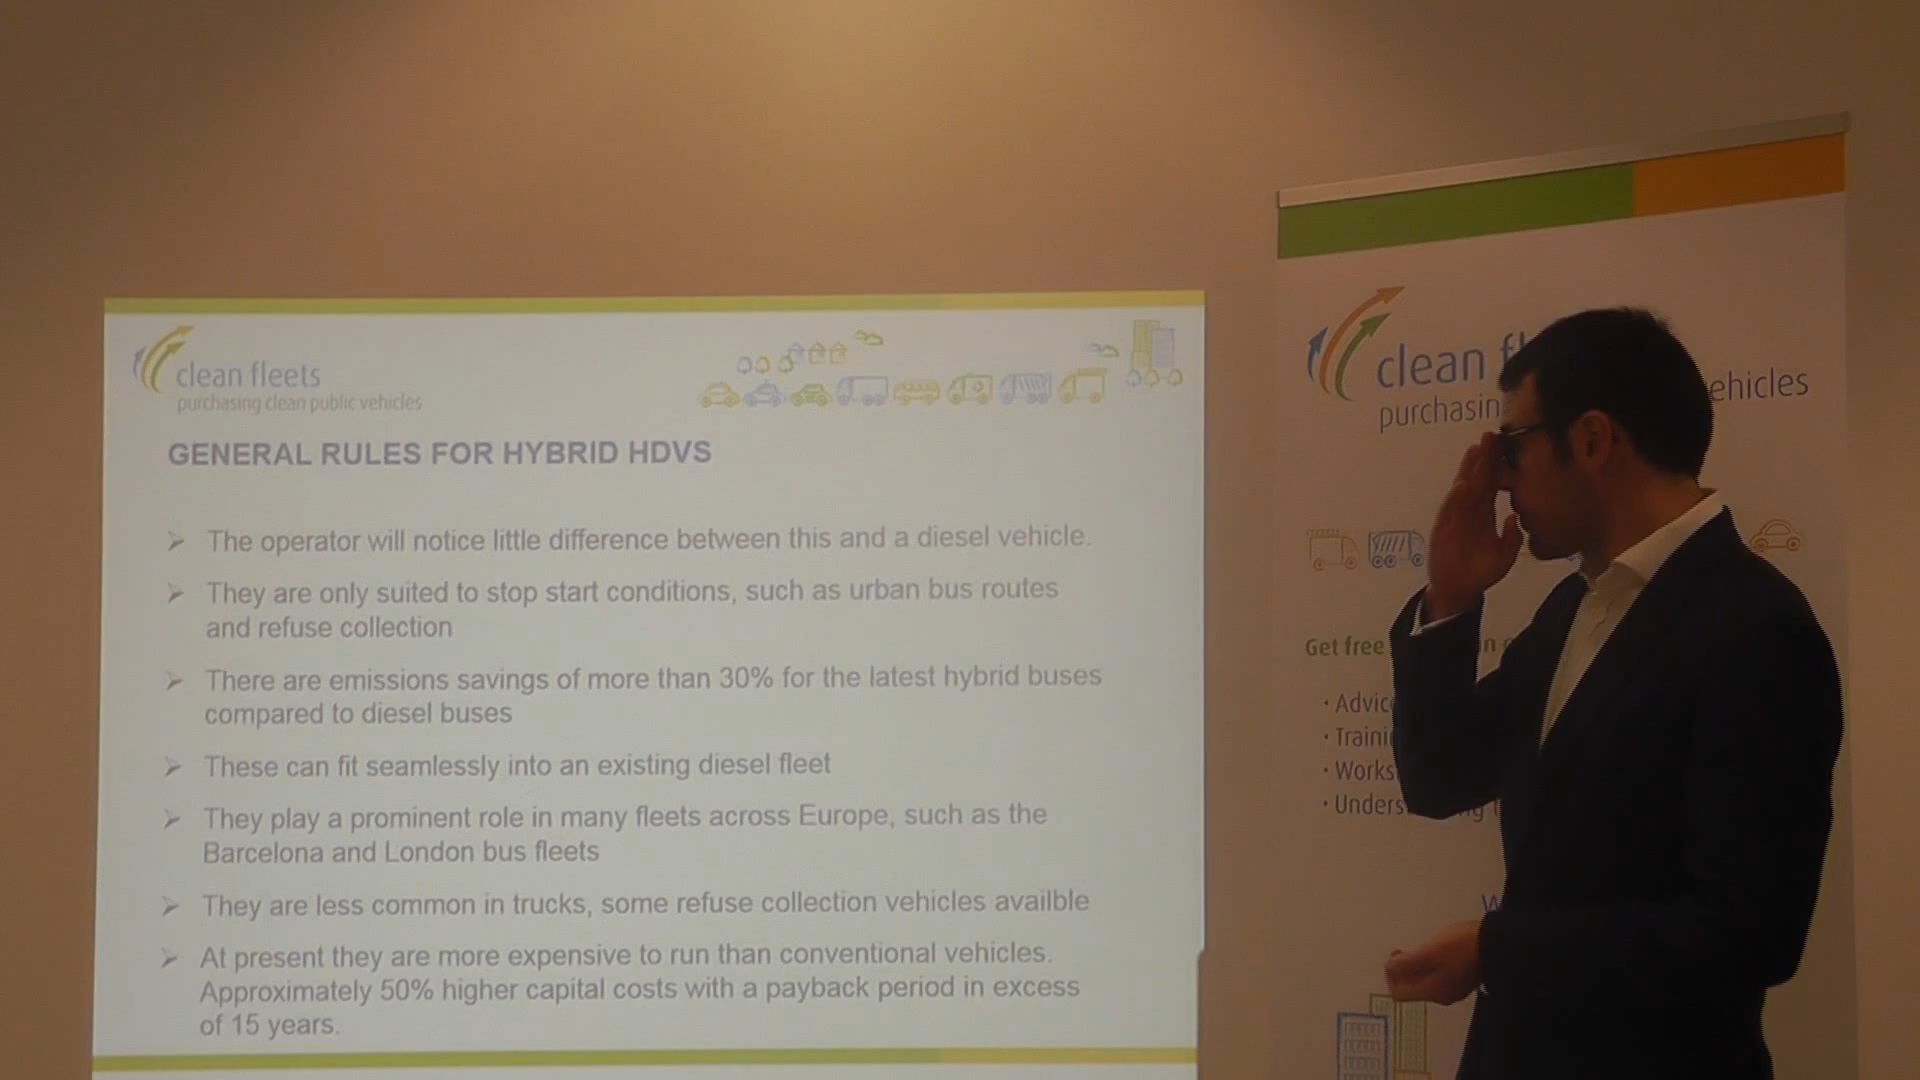 clean fleets
purchasing clean public vehicles
GENERAL RULES FOR HYBRID HDVS
The operator will notice little difference between this and a diesel vehicle.
They are only suited to stop start conditions, such as urban bus routes
and refuse collection
There are emissions savings of more than 30% for the latest hybrid buses
compared to diesel buses
These can fit seamlessly into an existing diesel fleet
They play a prominent role in many fleets across Europe, such as the
Barcelona and London bus fleets
They are less common in trucks, some refuse collection vehicles availble
At present they are more expensive to run than conventional vehicles.
Approximately 50% higher capital costs with a payback period in excess
of 15 years.
clean
Get free